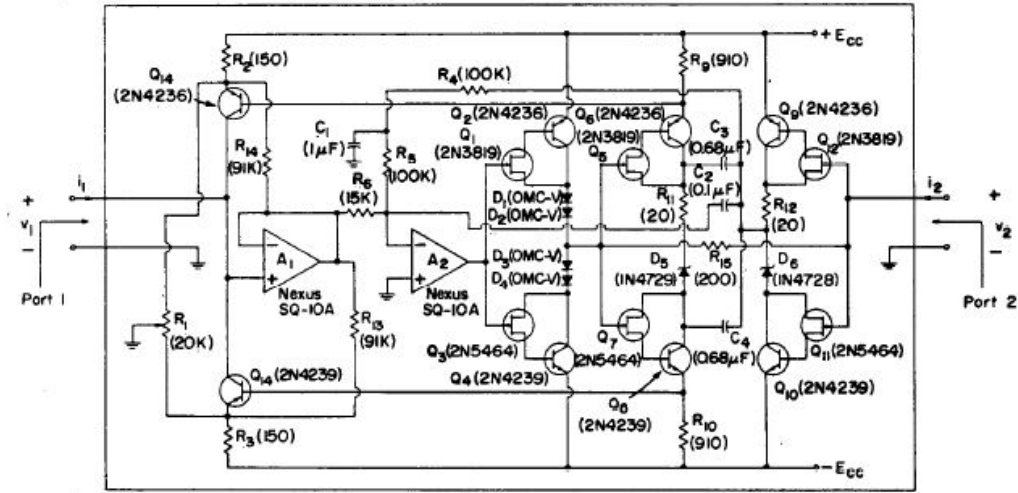 + E_CC
R₂(150)
Q₁₄
(2N4236)
R₄(100K)
R₉(910)
Q₂(2N4236)
Q₆(2N4236)
Q₉(2N4236)
Q₁
(2N3819)
(2N3819)
Q₅
C₃
(0.68μF)
Q₁₂(2N3819)
C₁
(1μF)
R₁₄
(91K)
R₅
(100K)
R₆
(15K)
C₂
(0.1μF)
R₁₁
(20)
R₁₂
(20)
D₁(OMC-V)
D₂(OMC-V)
i₁
i₂
+
v₁
−
Port 1
+
v₂
−
Port 2
−
A₁
+
Nexus
SQ-10A
−
A₂
+
Nexus
SQ-10A
D₃(OMC-V)
D₄(OMC-V)
D₅
(1N4729)
R₁₅
(200)
D₆
(1N4728)
R₁
(20K)
R₁₃
(91K)
Q₇
C₄
(0.68μF)
Q₃(2N5464)
(2N5464)
Q₁₁(2N5464)
Q₁₄(2N4239)
Q₄(2N4239)
Q₈
(2N4239)
Q₁₀(2N4239)
R₃(150)
R₁₀
(910)
− E_CC